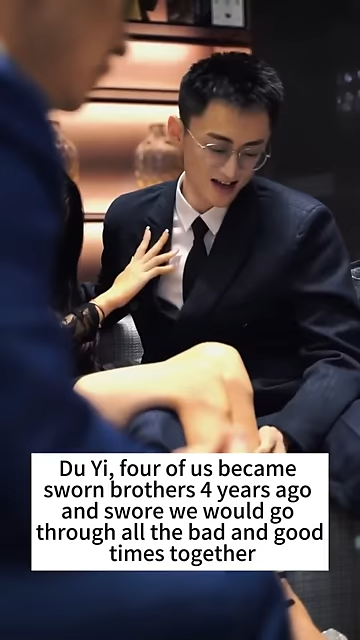 Du Yi, four of us became
sworn brothers 4 years ago
and swore we would go
through all the bad and good
times together